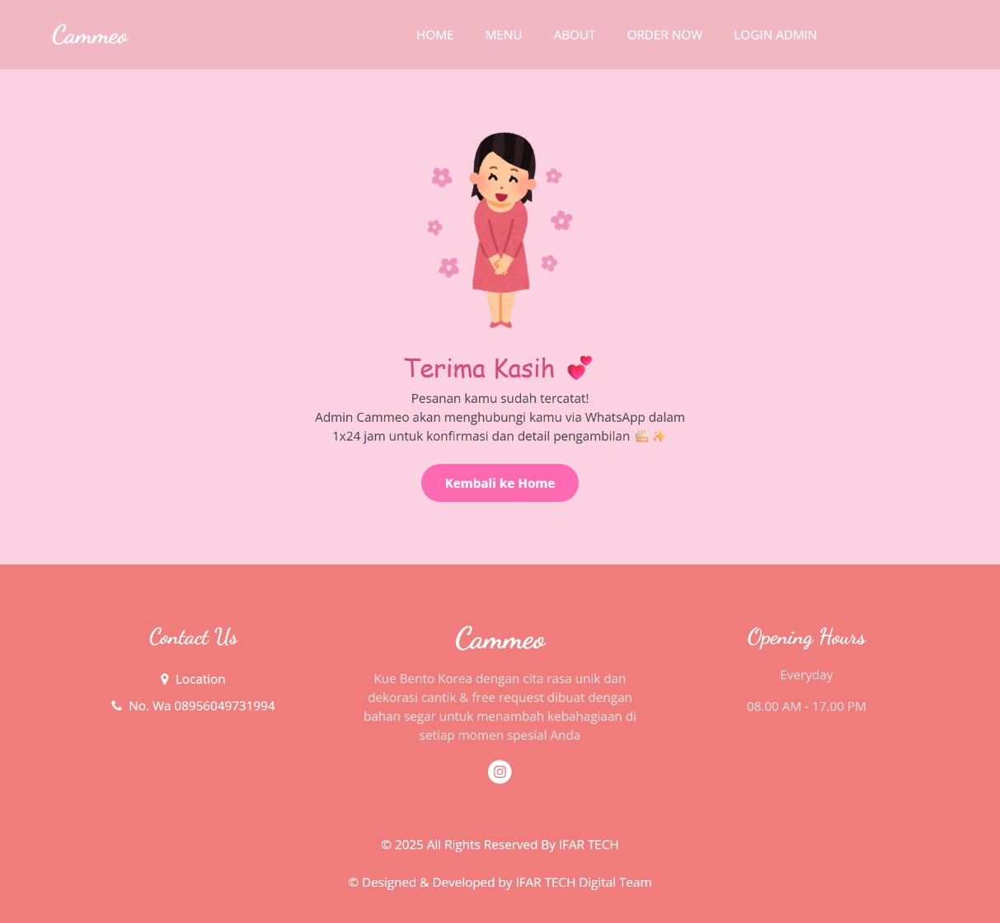 Cammeo
HOME MENU ABOUT ORDER NOW LOGIN ADMIN
Terima Kasih 💕
Pesanan kamu sudah tercatat!
Admin Cammeo akan menghubungi kamu via WhatsApp dalam
1x24 jam untuk konfirmasi dan detail pengambilan 🍰✨
Kembali ke Home
Contact Us
Location
No. Wa 08956049731994
Cammeo
Kue Bento Korea dengan cita rasa unik dan
dekorasi cantik & free request dibuat dengan
bahan segar untuk menambah kebahagiaan di
setiap momen spesial Anda
Opening Hours
Everyday
08.00 AM - 17.00 PM
© 2025 All Rights Reserved By IFAR TECH
© Designed & Developed by IFAR TECH Digital Team